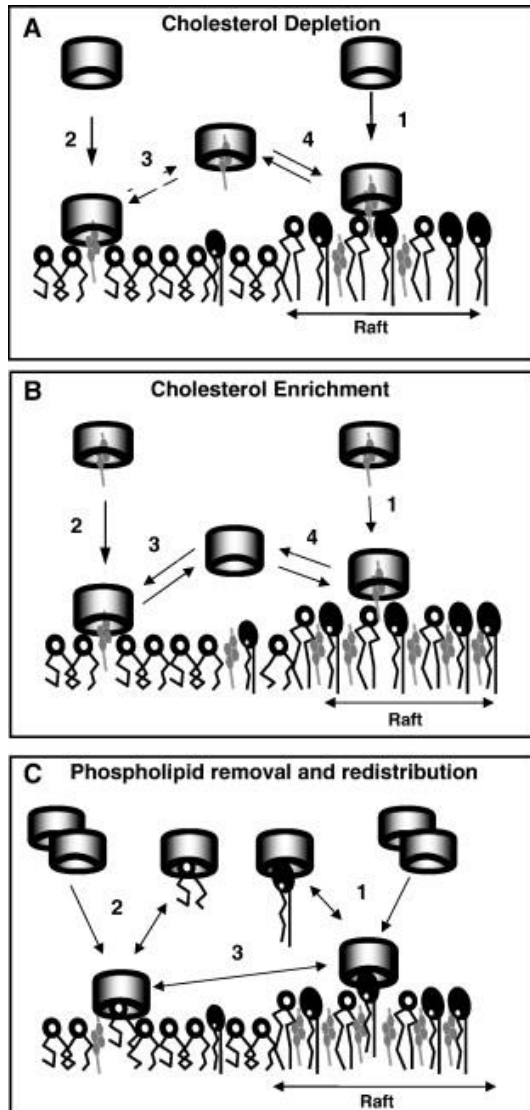 A Cholesterol Depletion
2 3 4 1
Raft
B Cholesterol Enrichment
2 3 4 1
Raft
C Phospholipid removal and redistribution
2 1
3
Raft